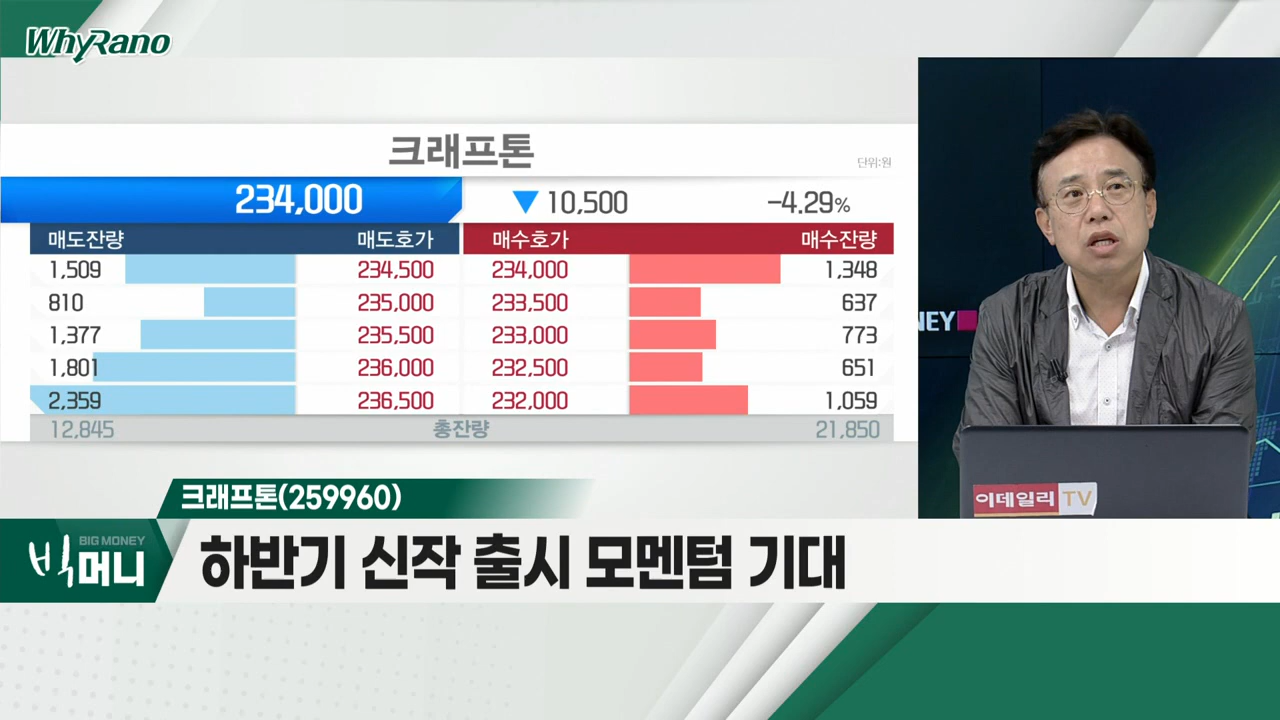 WhyRano
크래프톤
단위:원
234,000 ▼ 10,500 -4.29%
매도잔량 매도호가 매수호가 매수잔량
1,509 234,500 234,000 1,348
810 235,000 233,500 637
1,377 235,500 233,000 773
1,801 236,000 232,500 651
2,359 236,500 232,000 1,059
12,845 총잔량 21,850
NEY
이데일리 TV
크래프톤(259960)
BIG MONEY
빅머니
하반기 신작 출시 모멘텀 기대